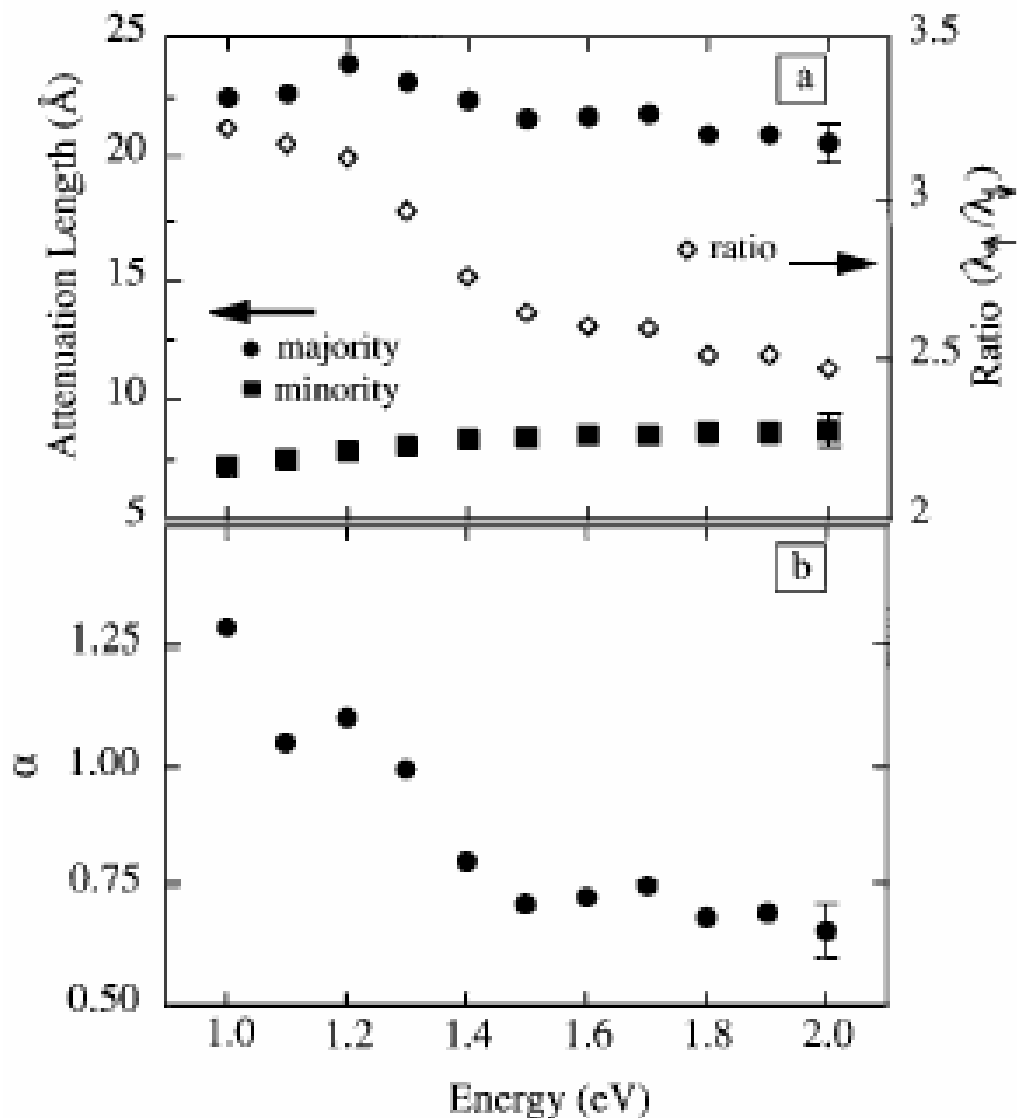 25
20
15
10
5
Attenuation Length (Å)
a
ratio
majority
minority
3.5
3
2.5
2
Ratio (λ↑/λ↓)
b
1.25
1.00
0.75
0.50
α
1.0 1.2 1.4 1.6 1.8 2.0
Energy (eV)